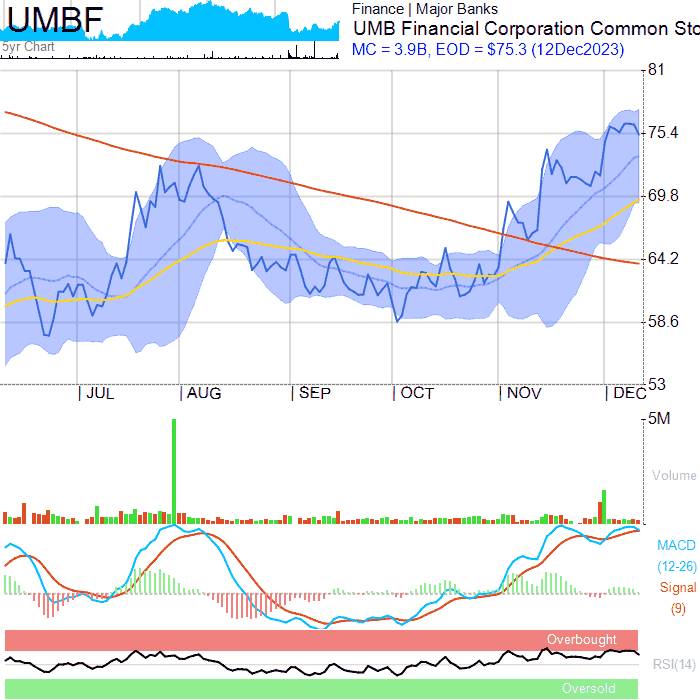 UMBF
5yr Chart
Finance | Major Banks
UMB Financial Corporation Common Sto
MC = 3.9B, EOD = $75.3 (12Dec2023)
81
75.4
69.8
64.2
58.6
53
| JUL | AUG | SEP | OCT | NOV | DEC
5M
Volume
MACD
(12-26)
Signal
(9)
Overbought
RSI(14)
Oversold